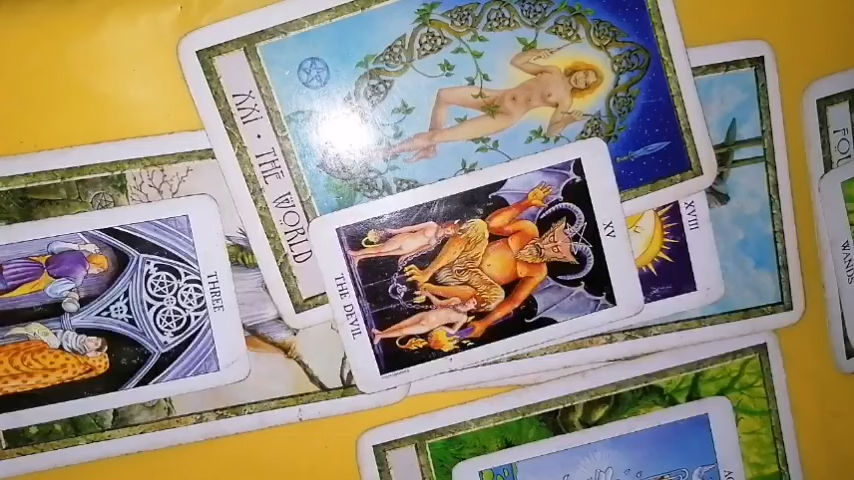 XXI · THE WORLD
XV
THE DEVIL
XVIII
THREE
WANDS